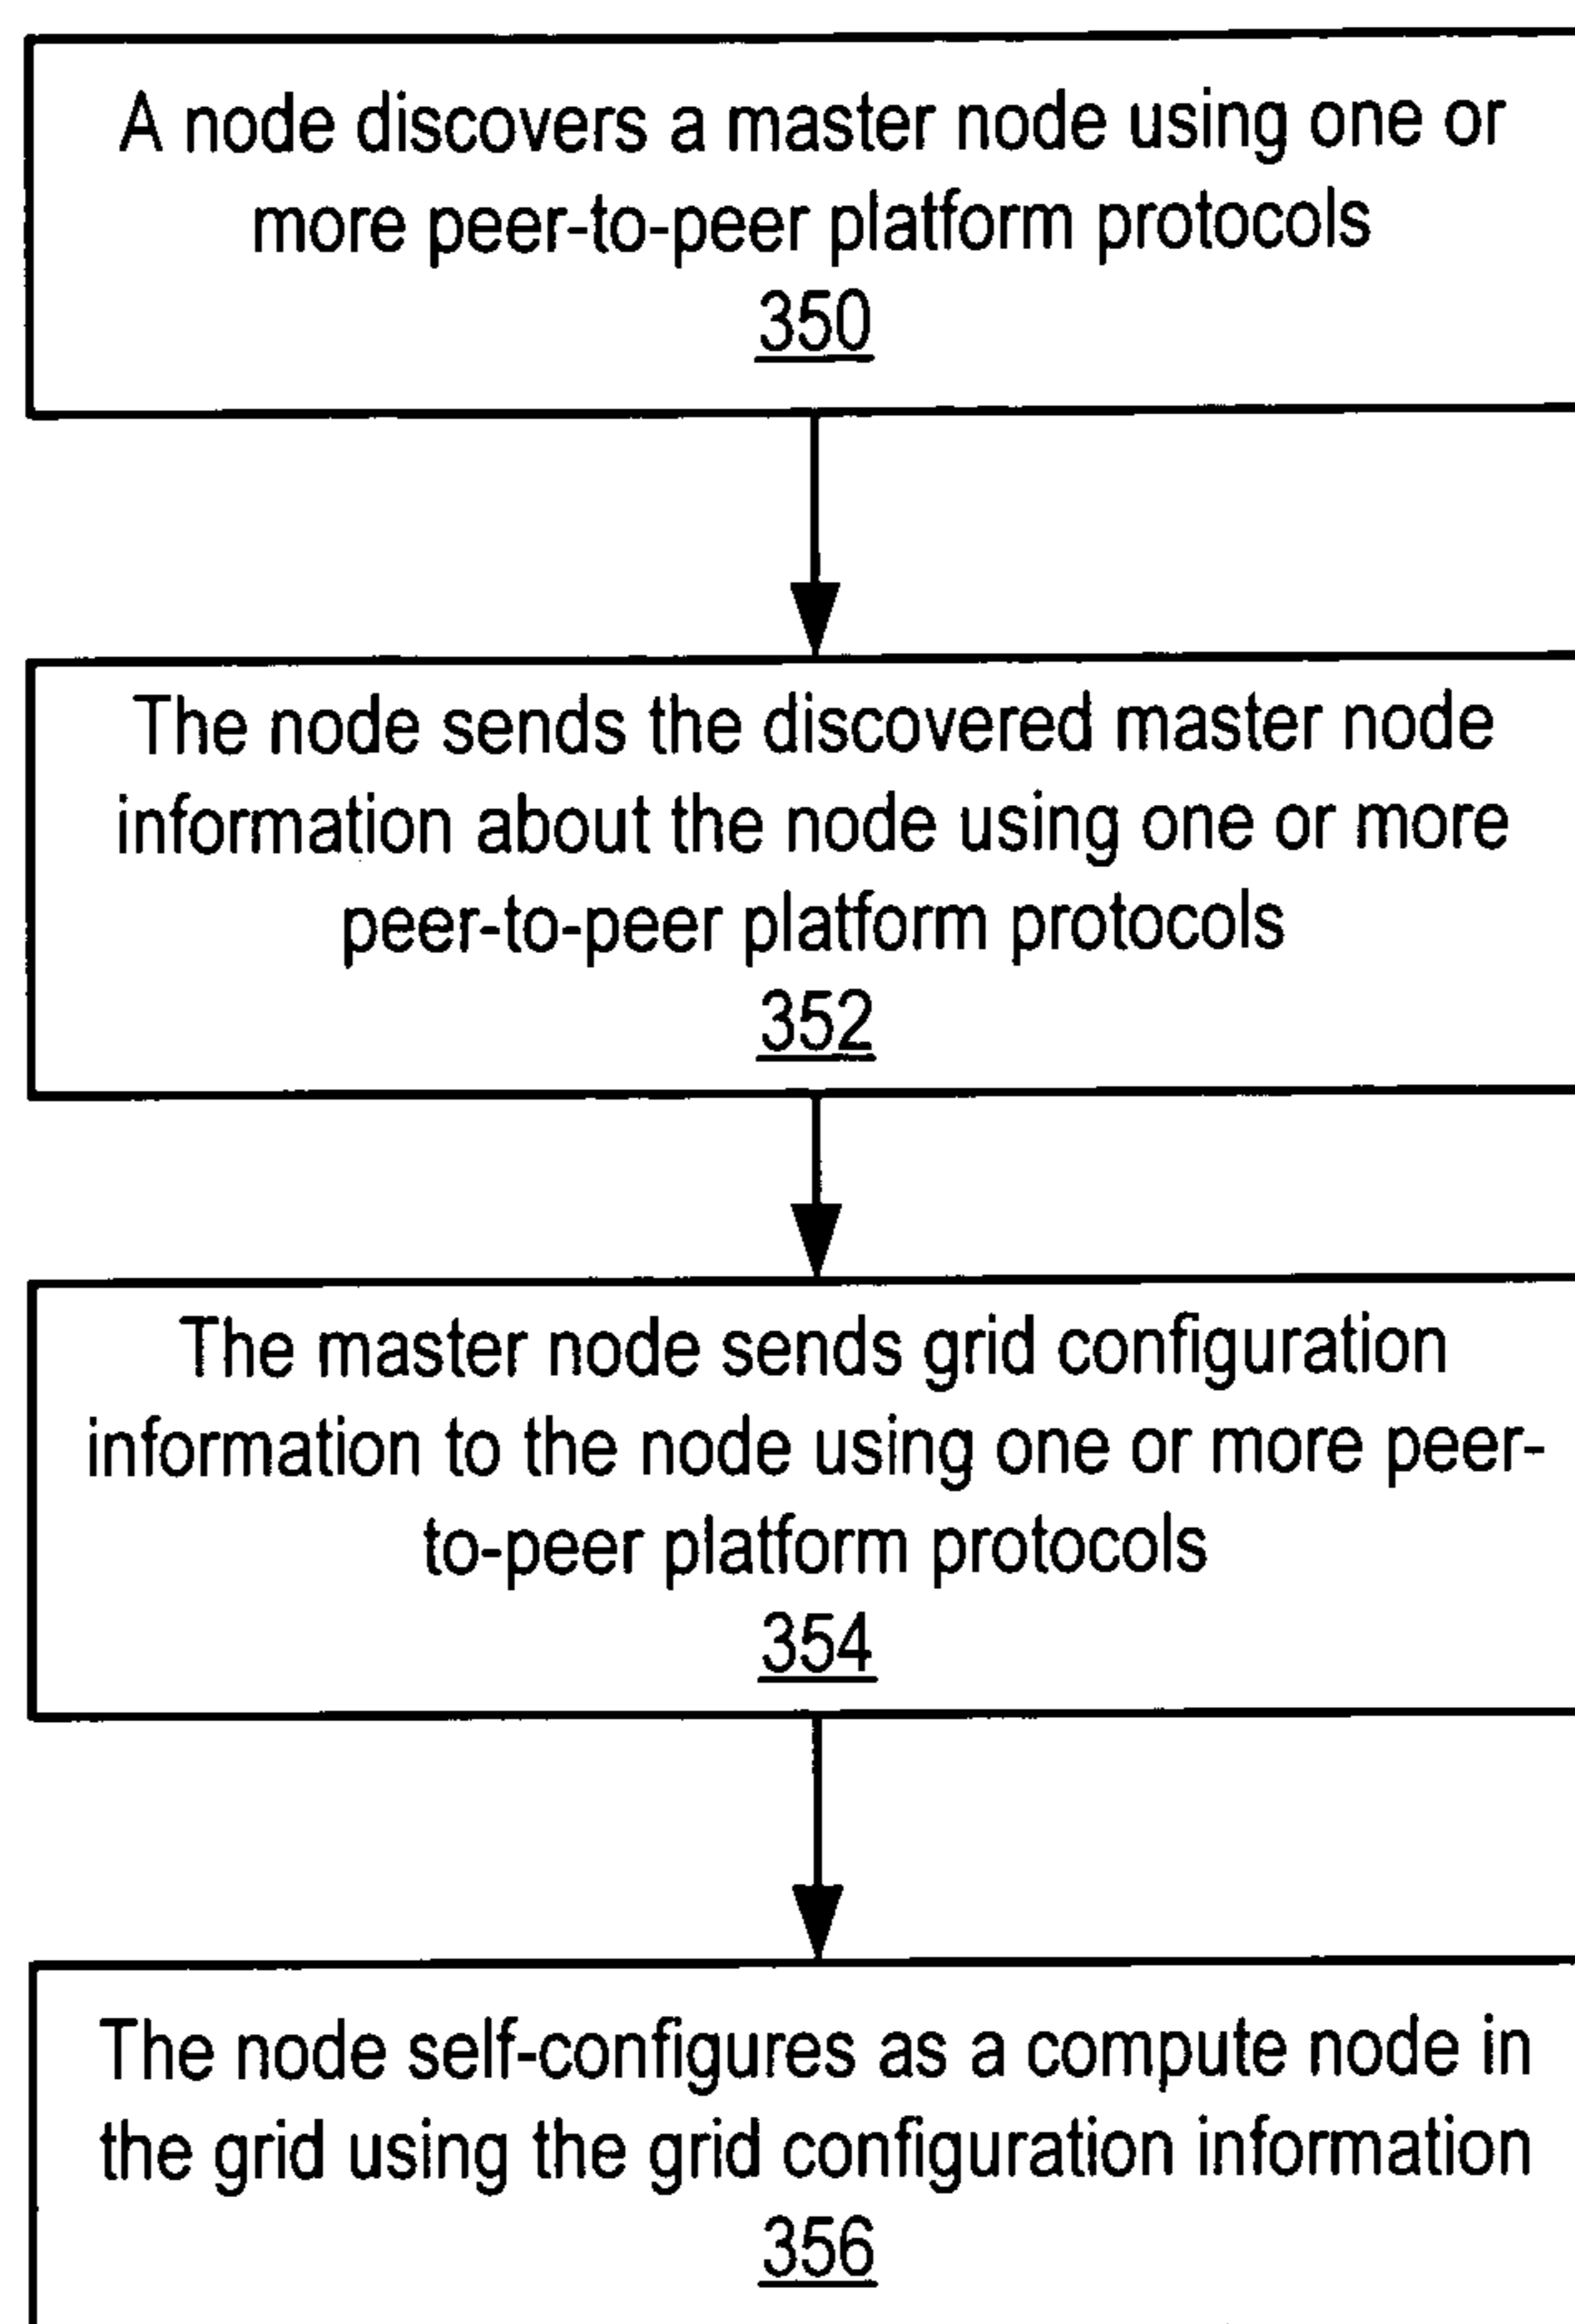 A node discovers a master node using one or
more peer-to-peer platform protocols
350
The node sends the discovered master node
information about the node using one or more
peer-to-peer platform protocols
352
The master node sends grid configuration
information to the node using one or more peer-
to-peer platform protocols
354
The node self-configures as a compute node in
the grid using the grid configuration information
356